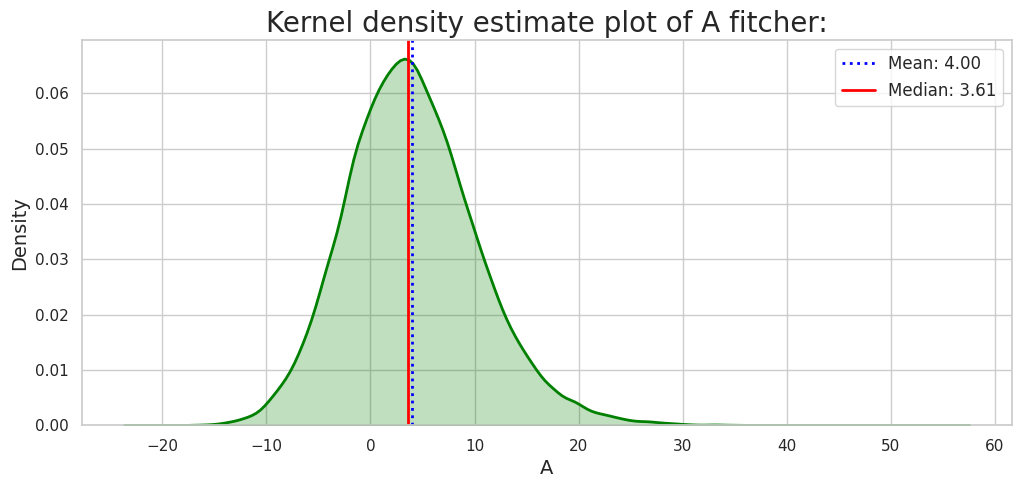 Kernel density estimate plot of A fitcher:
Mean: 4.00
Median: 3.61
Density
0.06
0.05
0.04
0.03
0.02
0.01
0.00
−20 −10 0 10 20 30 40 50 60
A